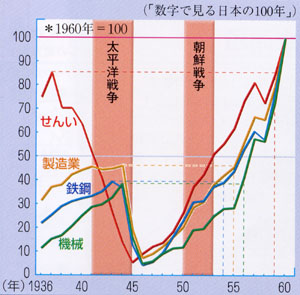 (「数字で見る日本の100年」)
*1960年=100
太平洋戦争
朝鮮戦争
100
90
80
70
60
50
40
30
20
10
0
せんい
製造業
鉄鋼
機械
(年) 1936 40 45 50 55 60